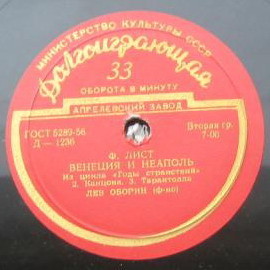 МИНИСТЕРСТВО КУЛЬТУРЫ СССР
Долгоиграющая
33
ОБОРОТА В МИНУТУ
АПРЕЛЕВСКИЙ ЗАВОД
ГОСТ 5289-56
Д — 1236
Вторая гр.
7-00
Ф. ЛИСТ
ВЕНЕЦИЯ И НЕАПОЛЬ
Из цикла «Годы странствий»
2. Канцона. 3. Тарантелла
ЛЕВ ОБОРИН (ф-но)